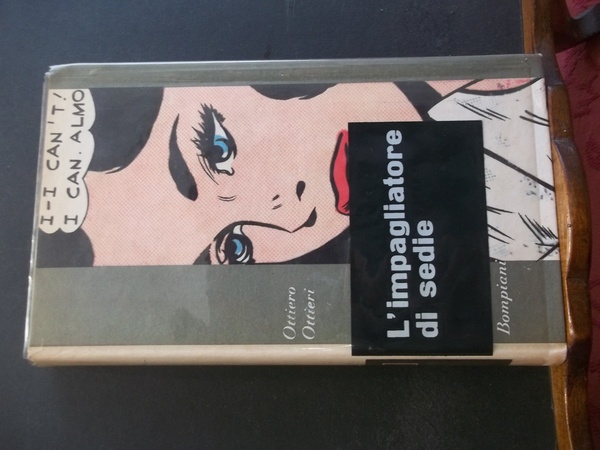 I-I CAN'T!
I CAN. ALMO
Ottiero
Ottieri
L'impagliatore
di sedie
Bompiani